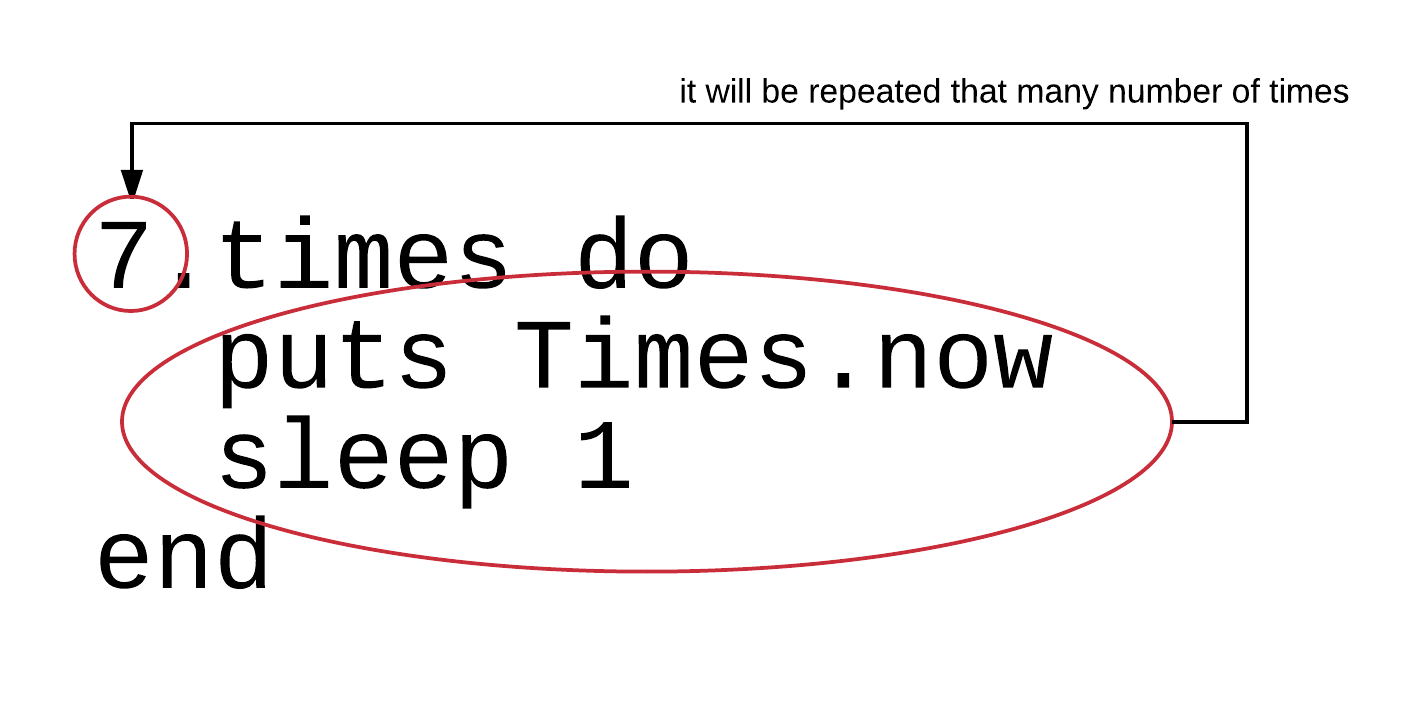 it will be repeated that many number of times
7.times do
  puts Times.now
  sleep 1
end